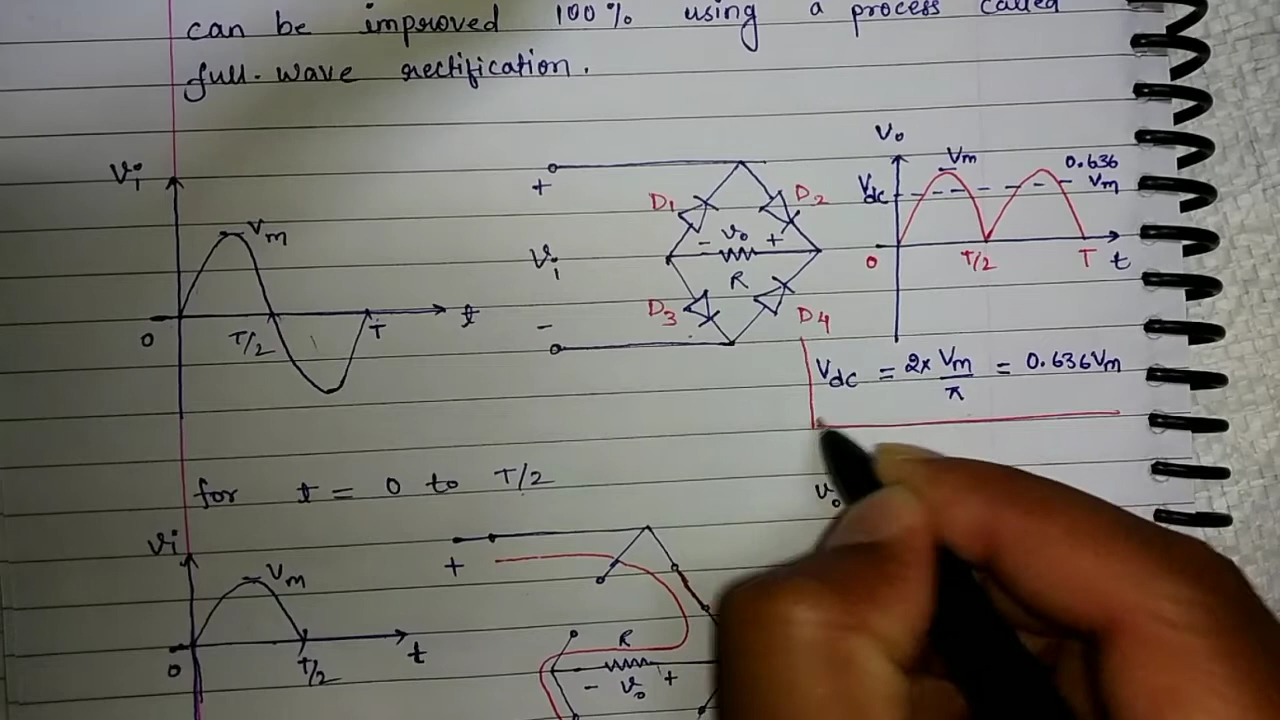 can be improved 100% using a process called
full-wave rectification.
Vi
Vm
0
T/2
T
t
+
Vi
-
D1
D2
- Vo +
R
D3
D4
Vo
Vm
Vdc
0.636 Vm
0
T/2
T
t
Vdc = 2 x Vm/π = 0.636Vm
for t = 0 to T/2
Vo
Vi
Vm
0
T/2
t
+
R
- Vo +